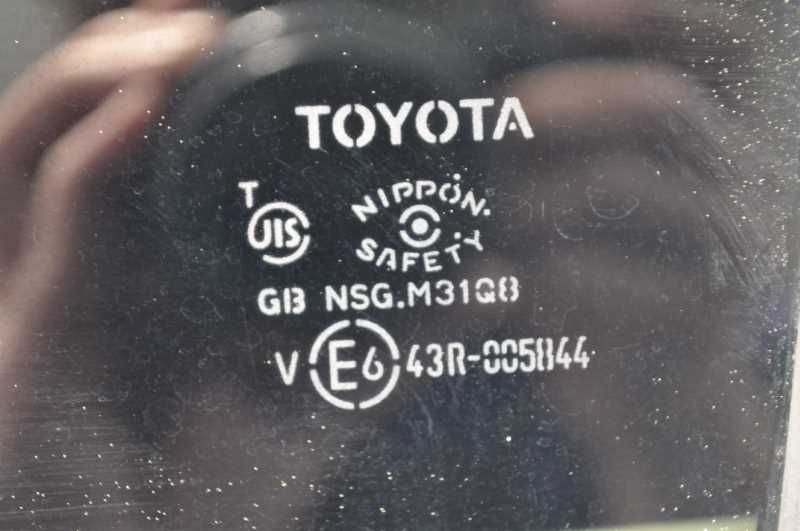 TOYOTA
T
JIS
NIPPON.
SAFETY
GB NSG.M31Q8
V E6 43R-005844